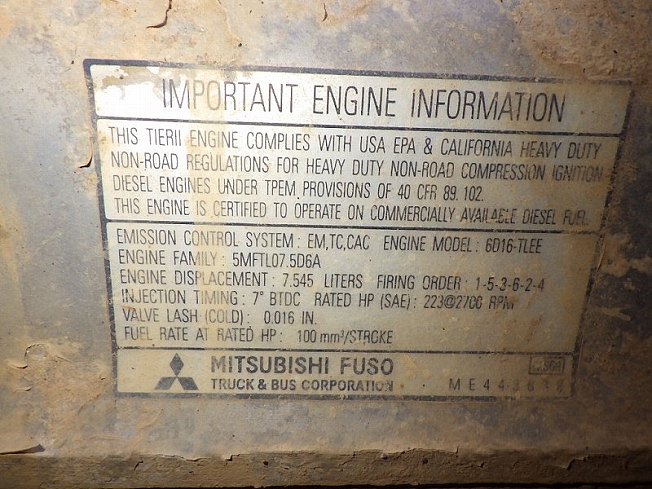 IMPORTANT ENGINE INFORMATION
THIS TIERII ENGINE COMPLIES WITH USA EPA & CALIFORNIA HEAVY DUTY
NON-ROAD REGULATIONS FOR HEAVY DUTY NON-ROAD COMPRESSION IGNITION
DIESEL ENGINES UNDER TPEM PROVISIONS OF 40 CFR 89.102.
THIS ENGINE IS CERTIFIED TO OPERATE ON COMMERCIALLY AVAILABLE DIESEL FUEL.
EMISSION CONTROL SYSTEM : EM,TC,CAC ENGINE MODEL : 6D16-TLEE
ENGINE FAMILY : 5MFTL07.5D6A
ENGINE DISPLACEMENT : 7.545 LITERS FIRING ORDER : 1-5-3-6-2-4
INJECTION TIMING : 7° BTDC RATED HP (SAE) : 223@2700 RPM
VALVE LASH (COLD) : 0.016 IN.
FUEL RATE AT RATED HP : 100 mm³/STROKE
MITSUBISHI FUSO
TRUCK & BUS CORPORATION